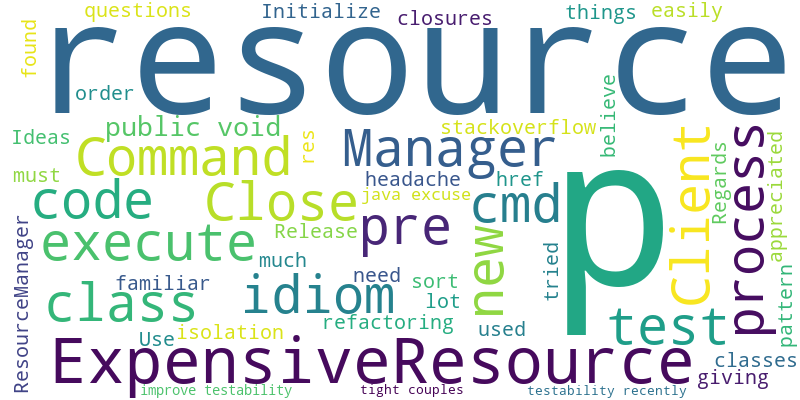 questions
Initialize
closures
things
easily
found
resource
order
Ideas
public void
res
stackoverflow
believe
Command
Manager
client
Regards
process
appreciated
must
headache
href
java excuse
code
Close
pre
cmd
p
ResourceManager
execute
Release
new
tried
much
familiar
need
sort
pattern
class
idiom
lot
refactoring
used
test
Use
isolation
ExpensiveResource
classes
giving
improve testability
tight couples
testability recently